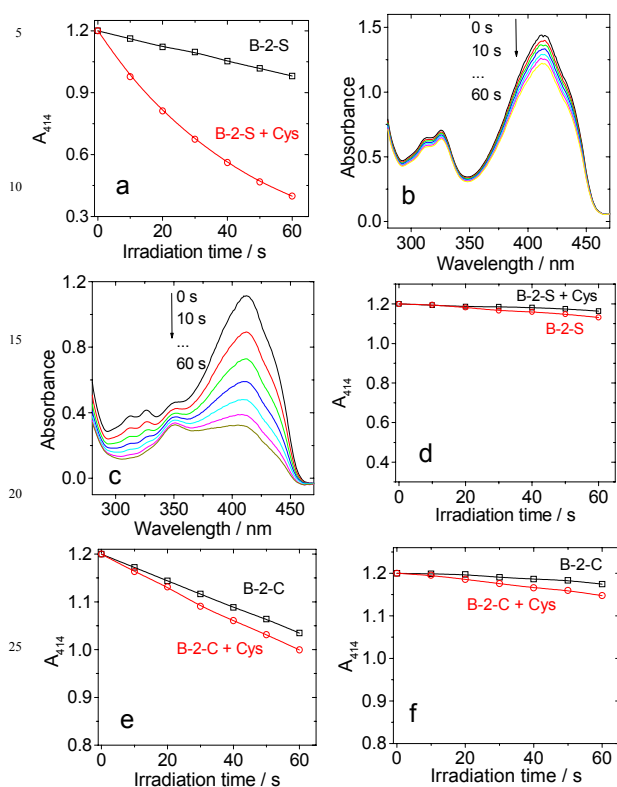 5
10
15
20
25
1.2
0.9
0.6
0.3
A414
B-2-S
B-2-S + Cys
a
0 20 40 60
Irradiation time / s
1.5
1.0
0.5
0.0
Absorbance
0 s
10 s
...
60 s
b
300 350 400 450
Wavelength / nm
1.2
0.8
0.4
0.0
Absorbance
0 s
10 s
...
60 s
c
300 350 400 450
Wavelength / nm
1.2
1.0
0.8
0.6
0.4
A414
B-2-S + Cys
B-2-S
d
0 10 20 30 40 50 60
Irradiation time / s
1.2
1.1
1.0
0.9
0.8
A414
B-2-C
B-2-C + Cys
e
0 20 40 60
Irradiation time / s
1.2
1.1
1.0
0.9
0.8
A414
B-2-C
B-2-C + Cys
f
0 10 20 30 40 50 60
Irradiation time / s